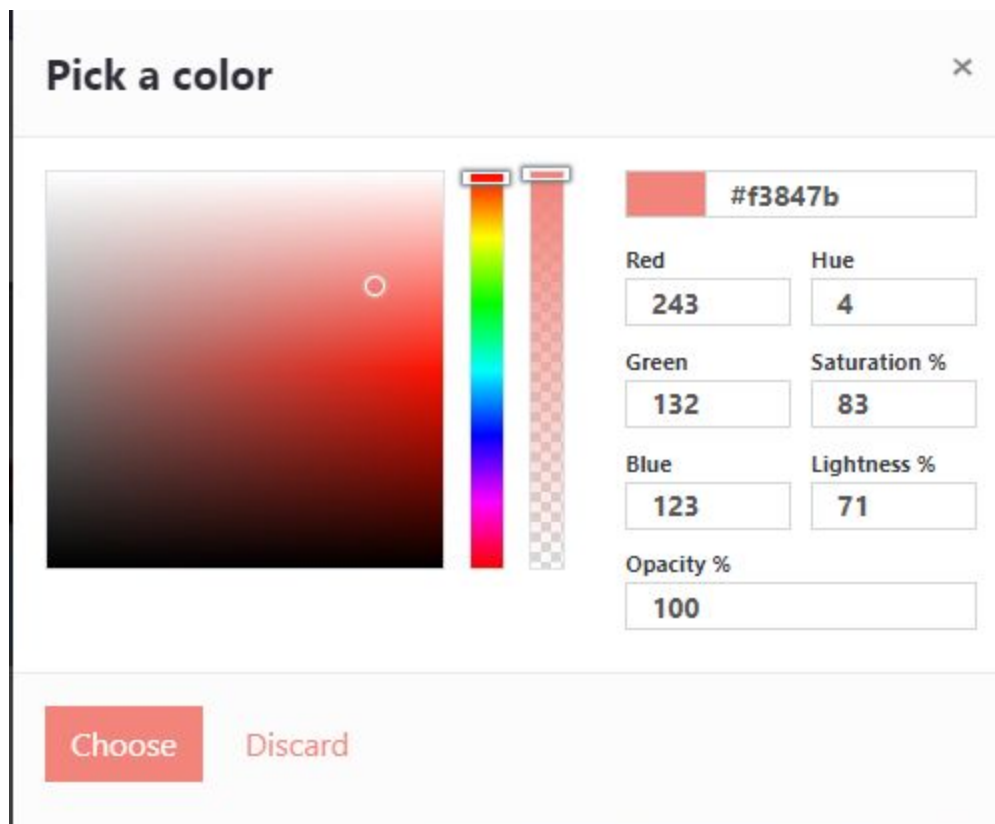 Pick a color
×
#f3847b
Red Hue
243 4
Green Saturation %
132 83
Blue Lightness %
123 71
Opacity %
100
Choose Discard